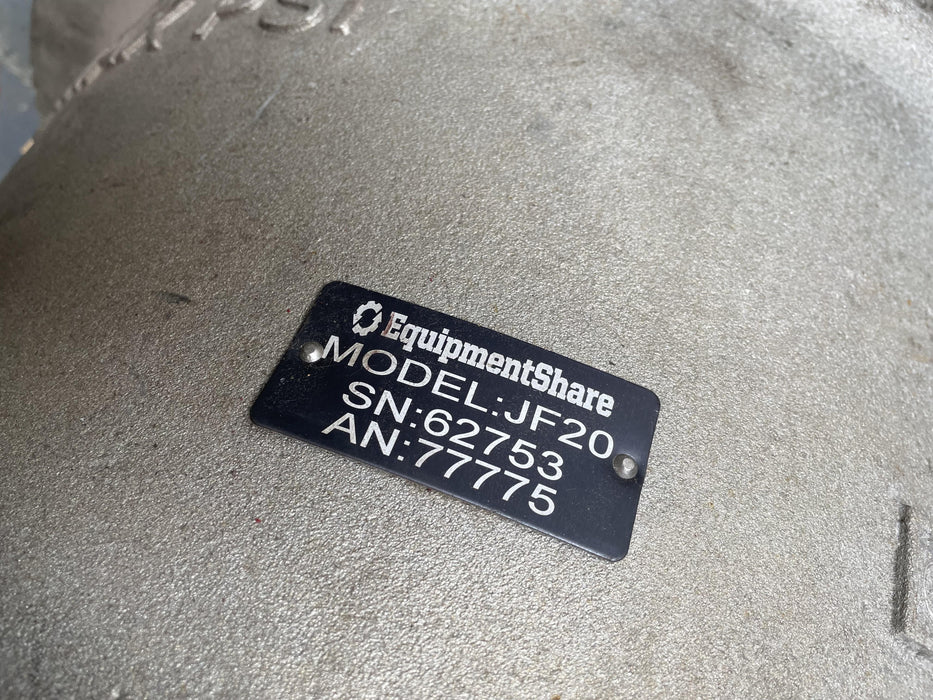 EquipmentShare
MODEL:JF20
SN:62753
AN:77775